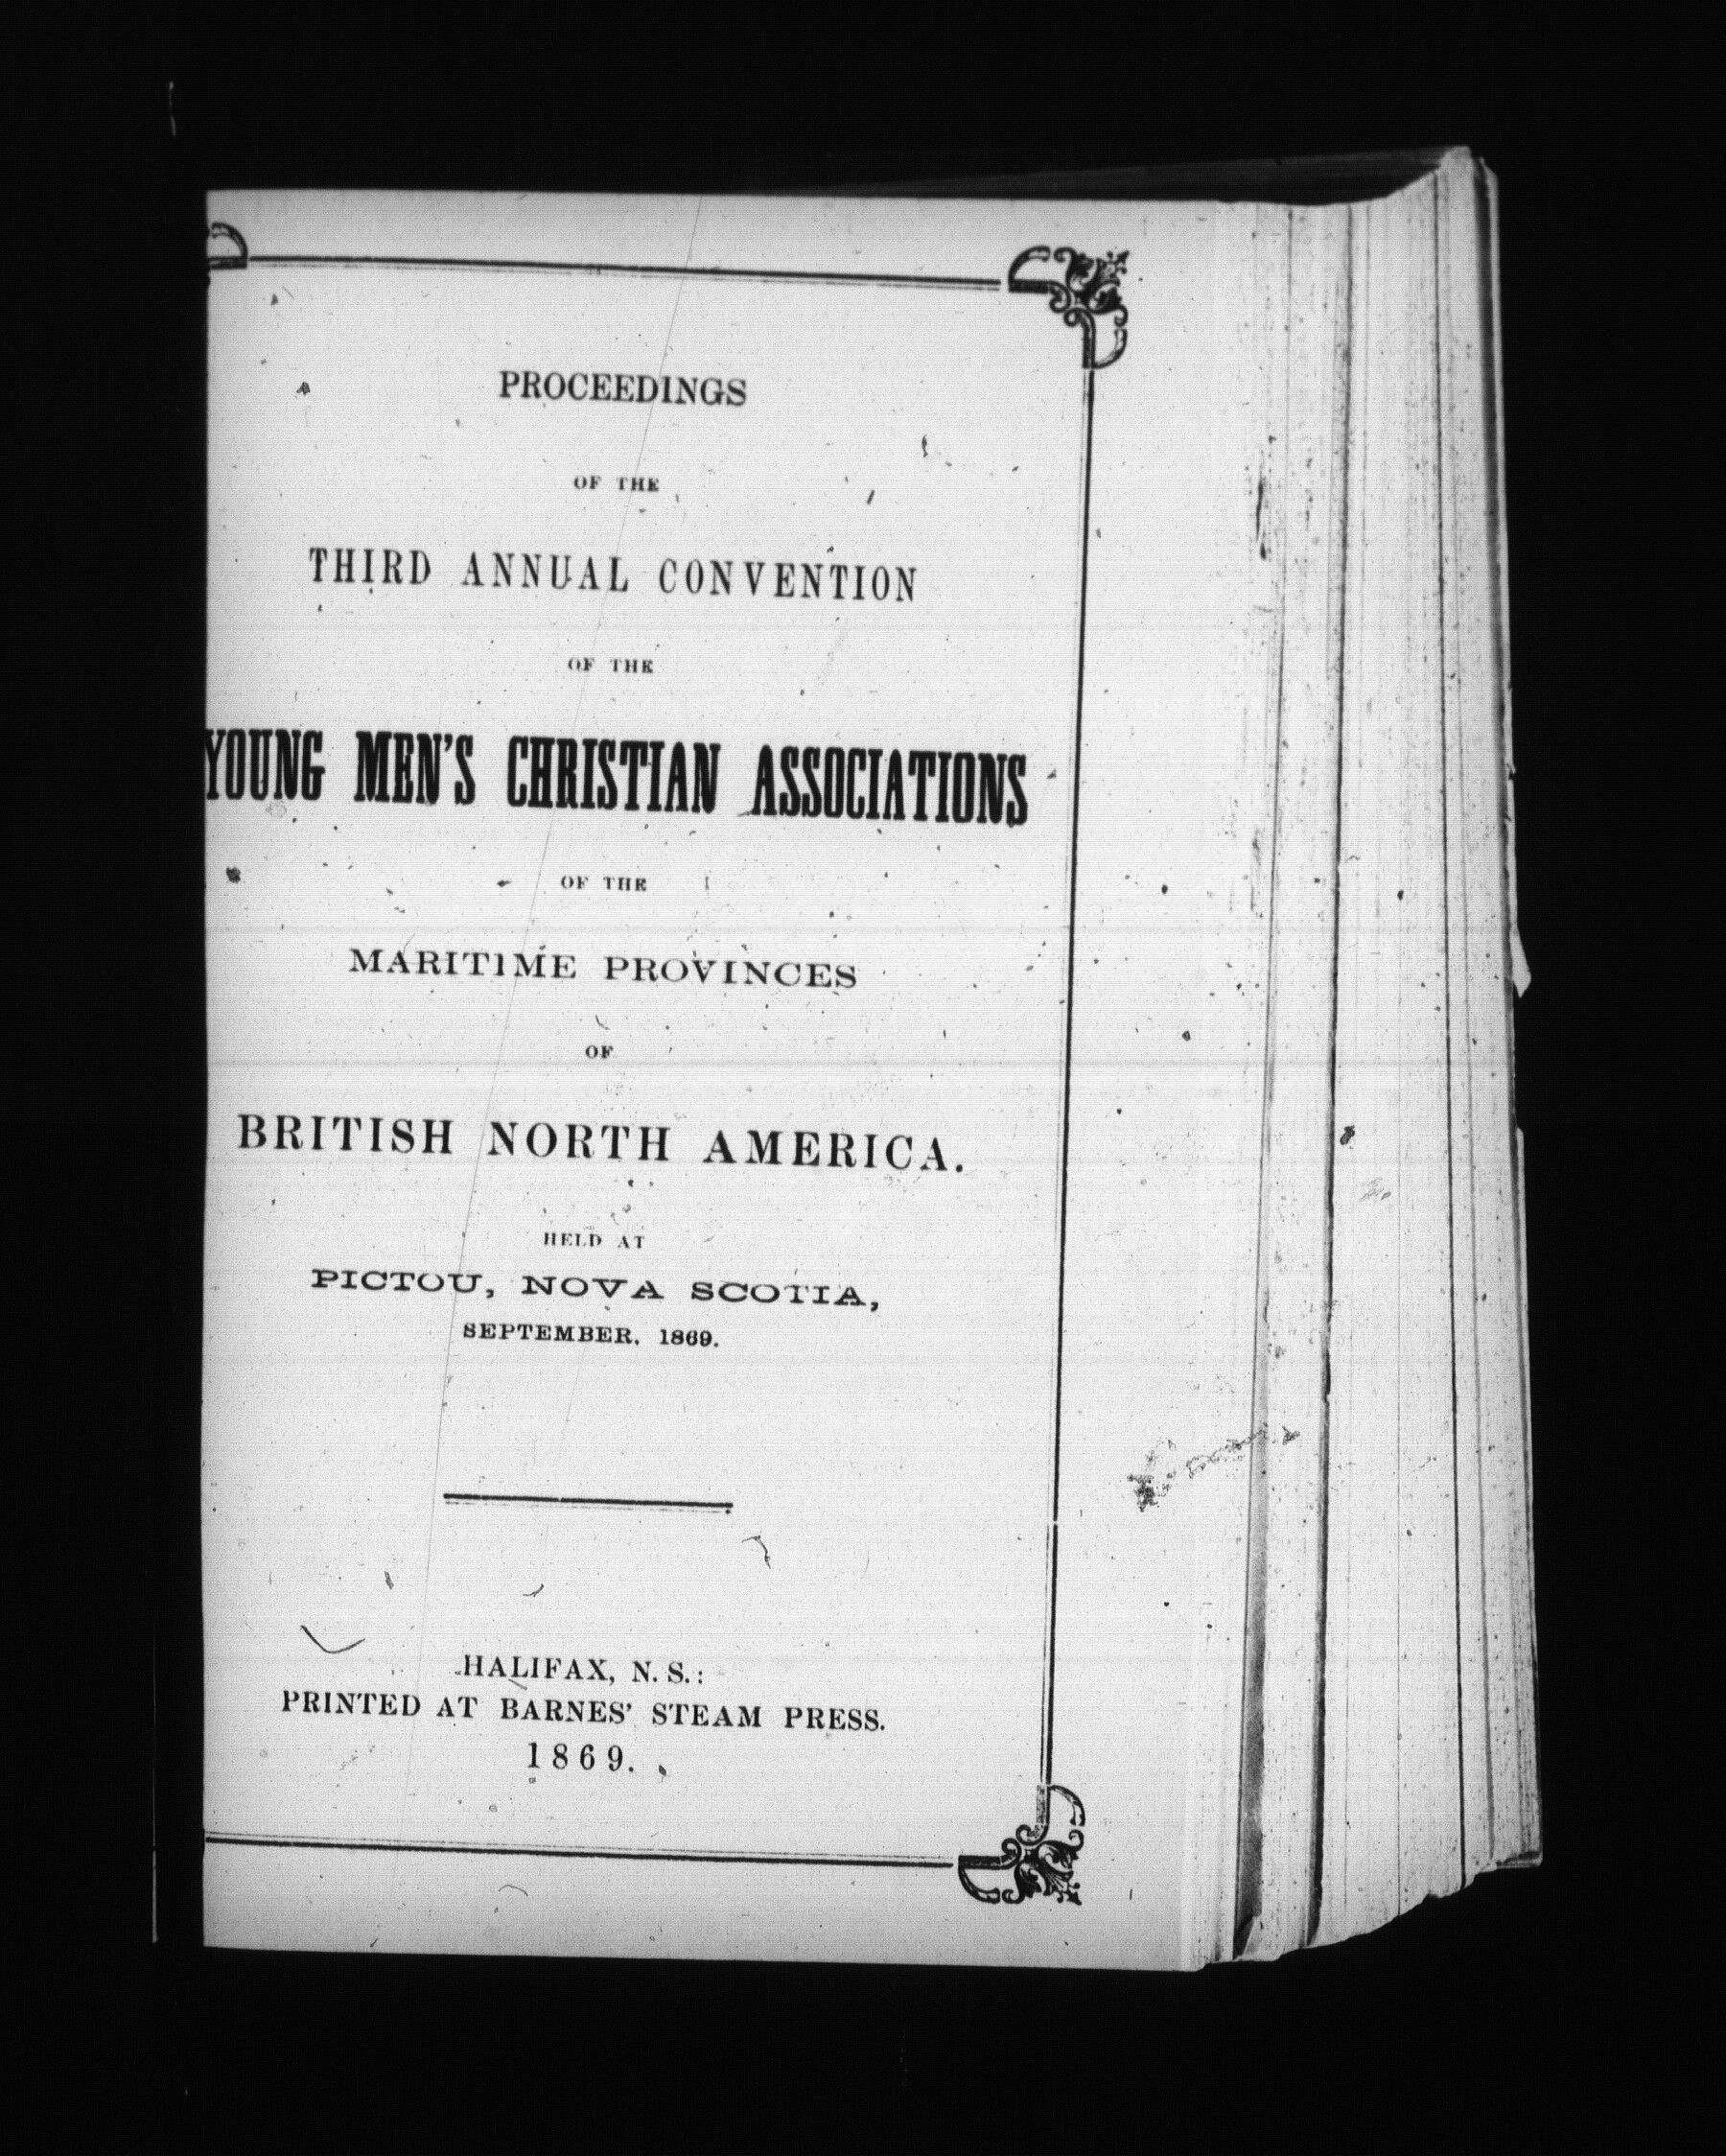 PROCEEDINGS
OF THE
THIRD ANNUAL CONVENTION
OF THE
YOUNG MEN'S CHRISTIAN ASSOCIATIONS
OF THE
MARITIME PROVINCES
OF
BRITISH NORTH AMERICA.
HELD AT
PICTOU, NOVA SCOTIA,
SEPTEMBER, 1869.
HALIFAX, N. S.:
PRINTED AT BARNES' STEAM PRESS.
1869.